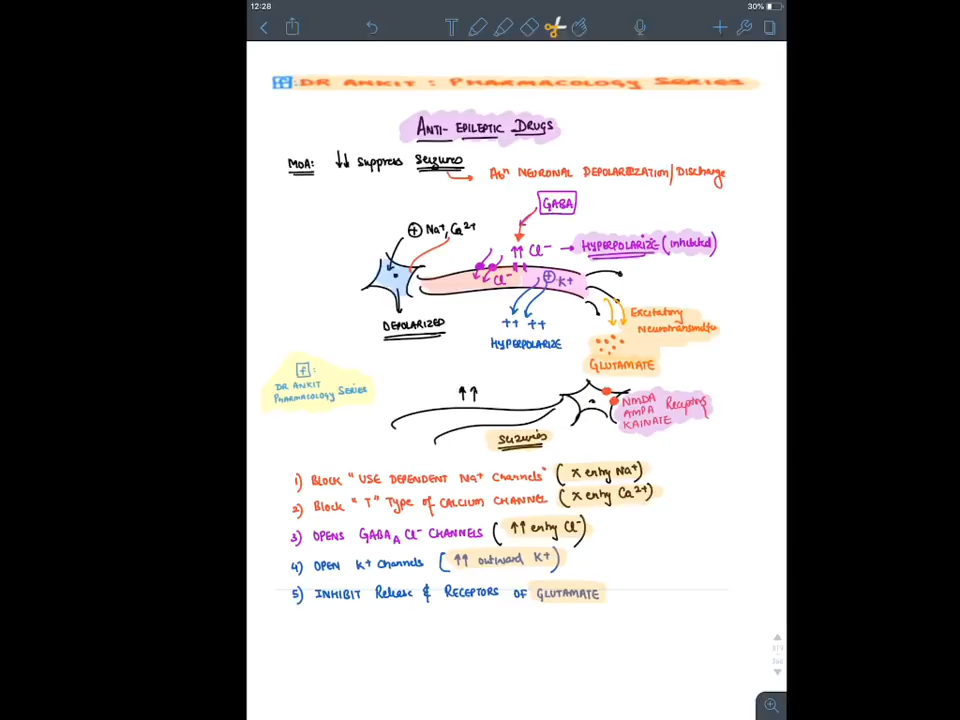 12:28
30%
f: DR ANKIT : PHARMACOLOGY SERIES
ANTI-EPILEPTIC DRUGS
MOA: ↓↓ Suppress Seizures
Abn NEURONAL DEPOLARIZATION/Discharge
GABA
⊕ Na+, Ca2+
↑↑ Cl- → HYPERPOLARIZE (inhibited)
Cl-
⊕ K+
DEPOLARIZED
++ ++
HYPERPOLARIZE
Excitatory
Neurotransmitter
GLUTAMATE
f:
DR ANKIT
PHARMACOLOGY SERIES
↑↑
NMDA
AMPA Receptors
KAINATE
Seizures
1) BLOCK "USE DEPENDENT Na+ Channels" (x entry Na+)
2) Block "T" Type of CALCIUM CHANNEL (x entry Ca2+)
3) OPENS GABAA Cl- CHANNELS (↑↑ entry Cl-)
4) OPEN K+ Channels (↑↑ outward K+)
5) INHIBIT Release & RECEPTORS OF GLUTAMATE